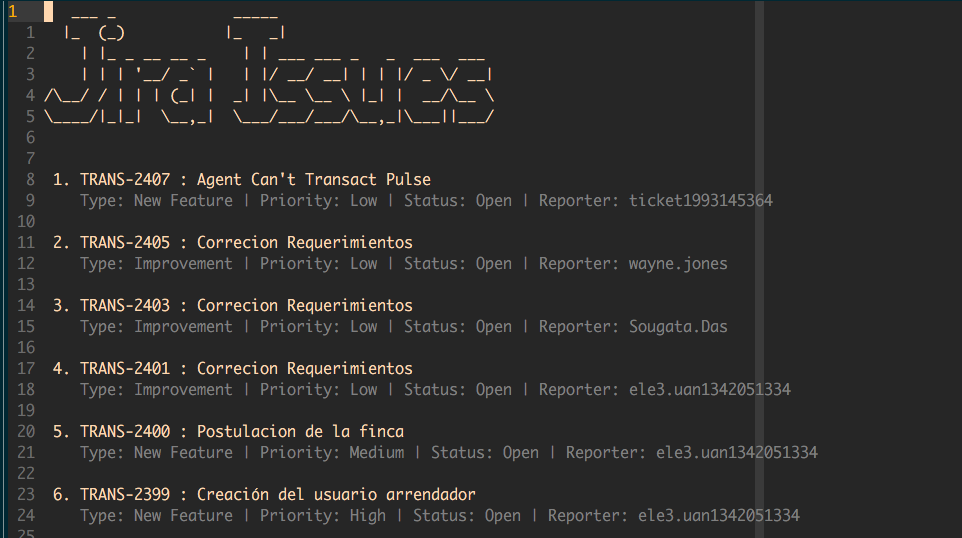 1
1
2
3
4
5
6
7
8 1. TRANS-2407 : Agent Can't Transact Pulse
9 Type: New Feature | Priority: Low | Status: Open | Reporter: ticket1993145364
10
11 2. TRANS-2405 : Correcion Requerimientos
12 Type: Improvement | Priority: Low | Status: Open | Reporter: wayne.jones
13
14 3. TRANS-2403 : Correcion Requerimientos
15 Type: Improvement | Priority: Low | Status: Open | Reporter: Sougata.Das
16
17 4. TRANS-2401 : Correcion Requerimientos
18 Type: Improvement | Priority: Low | Status: Open | Reporter: ele3.uan1342051334
19
20 5. TRANS-2400 : Postulacion de la finca
21 Type: New Feature | Priority: Medium | Status: Open | Reporter: ele3.uan1342051334
22
23 6. TRANS-2399 : Creación del usuario arrendador
24 Type: New Feature | Priority: High | Status: Open | Reporter: ele3.uan1342051334
25
Jira Issues